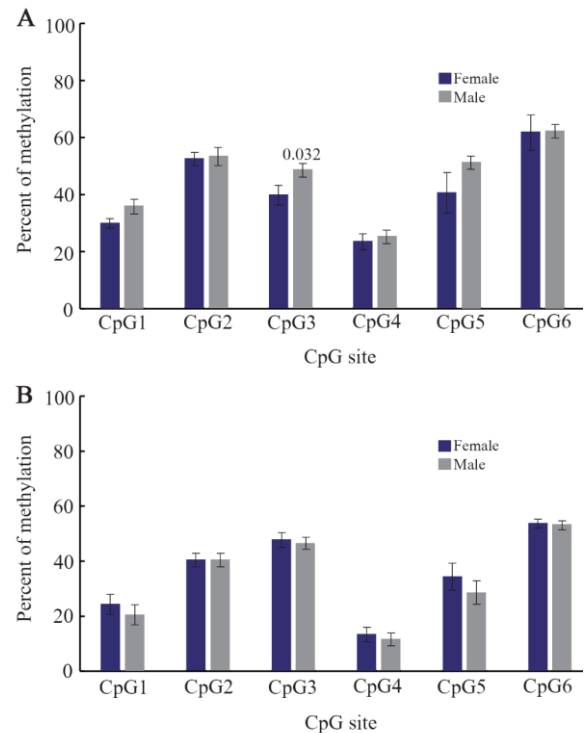 A
100
80
60
40
20
0
Percent of methylation
Female
Male
0.032
CpG1 CpG2 CpG3 CpG4 CpG5 CpG6
CpG site
B
100
80
60
40
20
0
Percent of methylation
Female
Male
CpG1 CpG2 CpG3 CpG4 CpG5 CpG6
CpG site